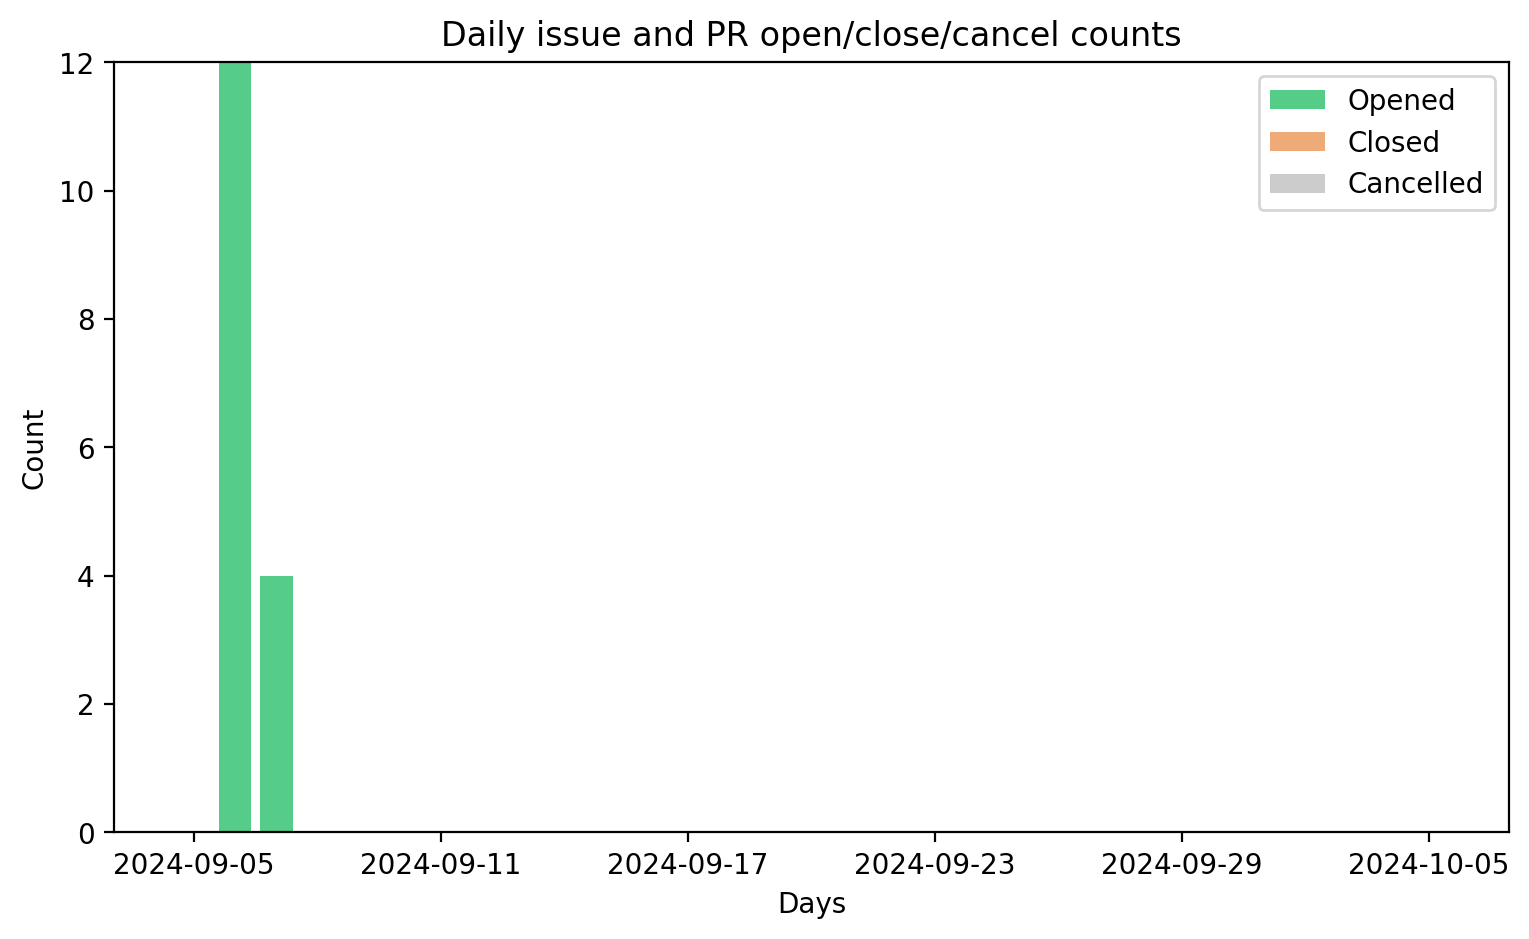 Daily issue and PR open/close/cancel counts
12
10
8
6
4
2
0
Count
Opened
Closed
Cancelled
2024-09-05 2024-09-11 2024-09-17 2024-09-23 2024-09-29 2024-10-05
Days